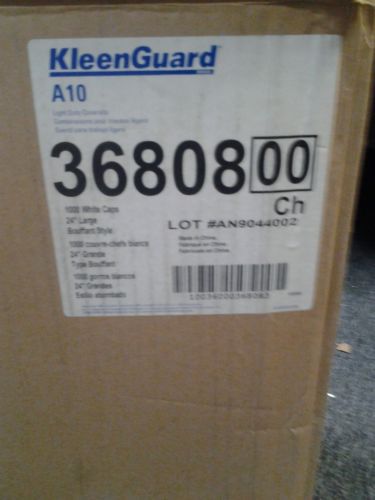 KleenGuard
A10
Light Duty Coveralls
36808 00
Ch
1000 White Caps
24" Large
Bouffant Style
LOT #AN9044002
Made in China.
Fabriqué en Chine.
Fabricado en China.
1000 couvre-chefs blancs
24" Grande
Type Bouffant
1000 gorros blancos
24" Grandes
Estilo abombado
10036000368083